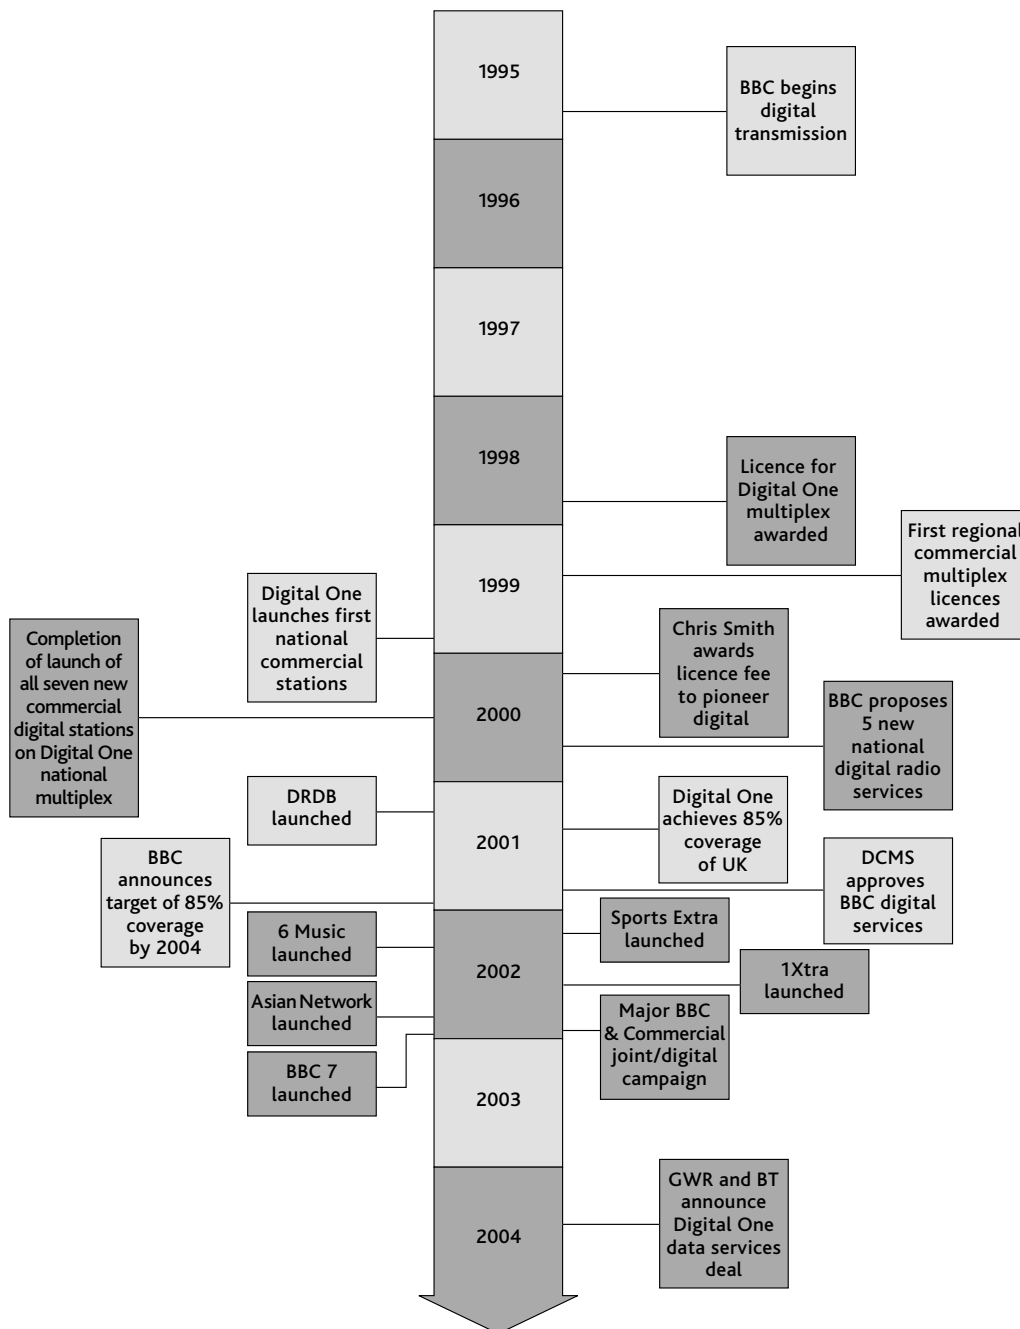 1995
BBC begins
digital
transmission
1996
1997
1998
Licence for
Digital One
multiplex
awarded
First regional
commercial
multiplex
licences
awarded
1999
Digital One
launches first
national
commercial
stations
Completion
of launch of
all seven new
commercial
digital stations
on Digital One
national
multiplex
Chris Smith
awards
licence fee
to pioneer
digital
2000
BBC proposes
5 new
national
digital radio
services
DRDB
launched
Digital One
achieves 85%
coverage
of UK
2001
BBC
announces
target of 85%
coverage
by 2004
DCMS
approves
BBC digital
services
6 Music
launched
Sports Extra
launched
2002
1Xtra
launched
Asian Network
launched
Major BBC
& Commercial
joint/digital
campaign
BBC 7
launched
2003
GWR and BT
announce
Digital One
data services
deal
2004